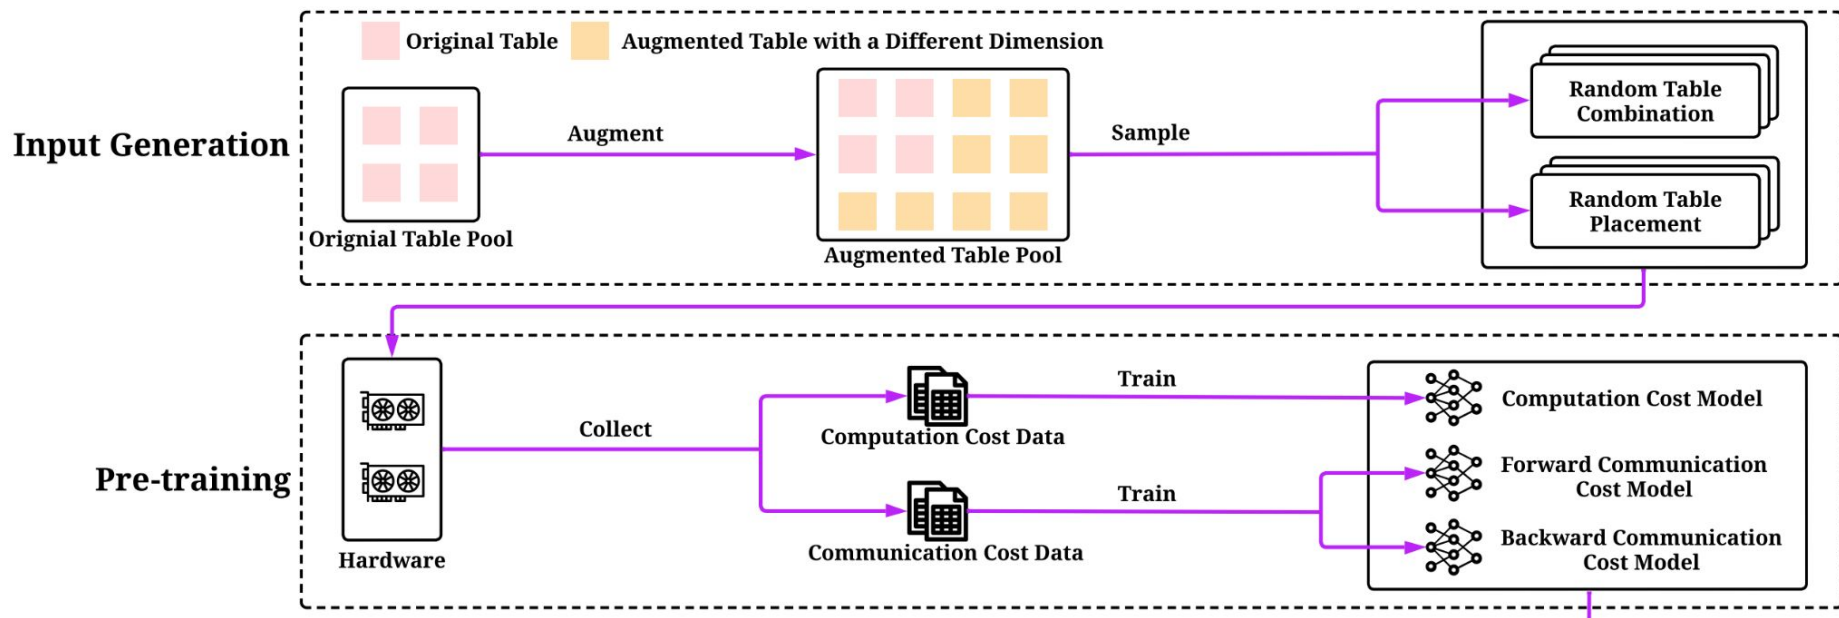 Original Table
Augmented Table with a Different Dimension
Input Generation
Orignial Table Pool
Augment
Augmented Table Pool
Sample
Random Table
Combination
Random Table
Placement
Pre-training
Hardware
Collect
Computation Cost Data
Communication Cost Data
Train
Train
Computation Cost Model
Forward Communication
Cost Model
Backward Communication
Cost Model